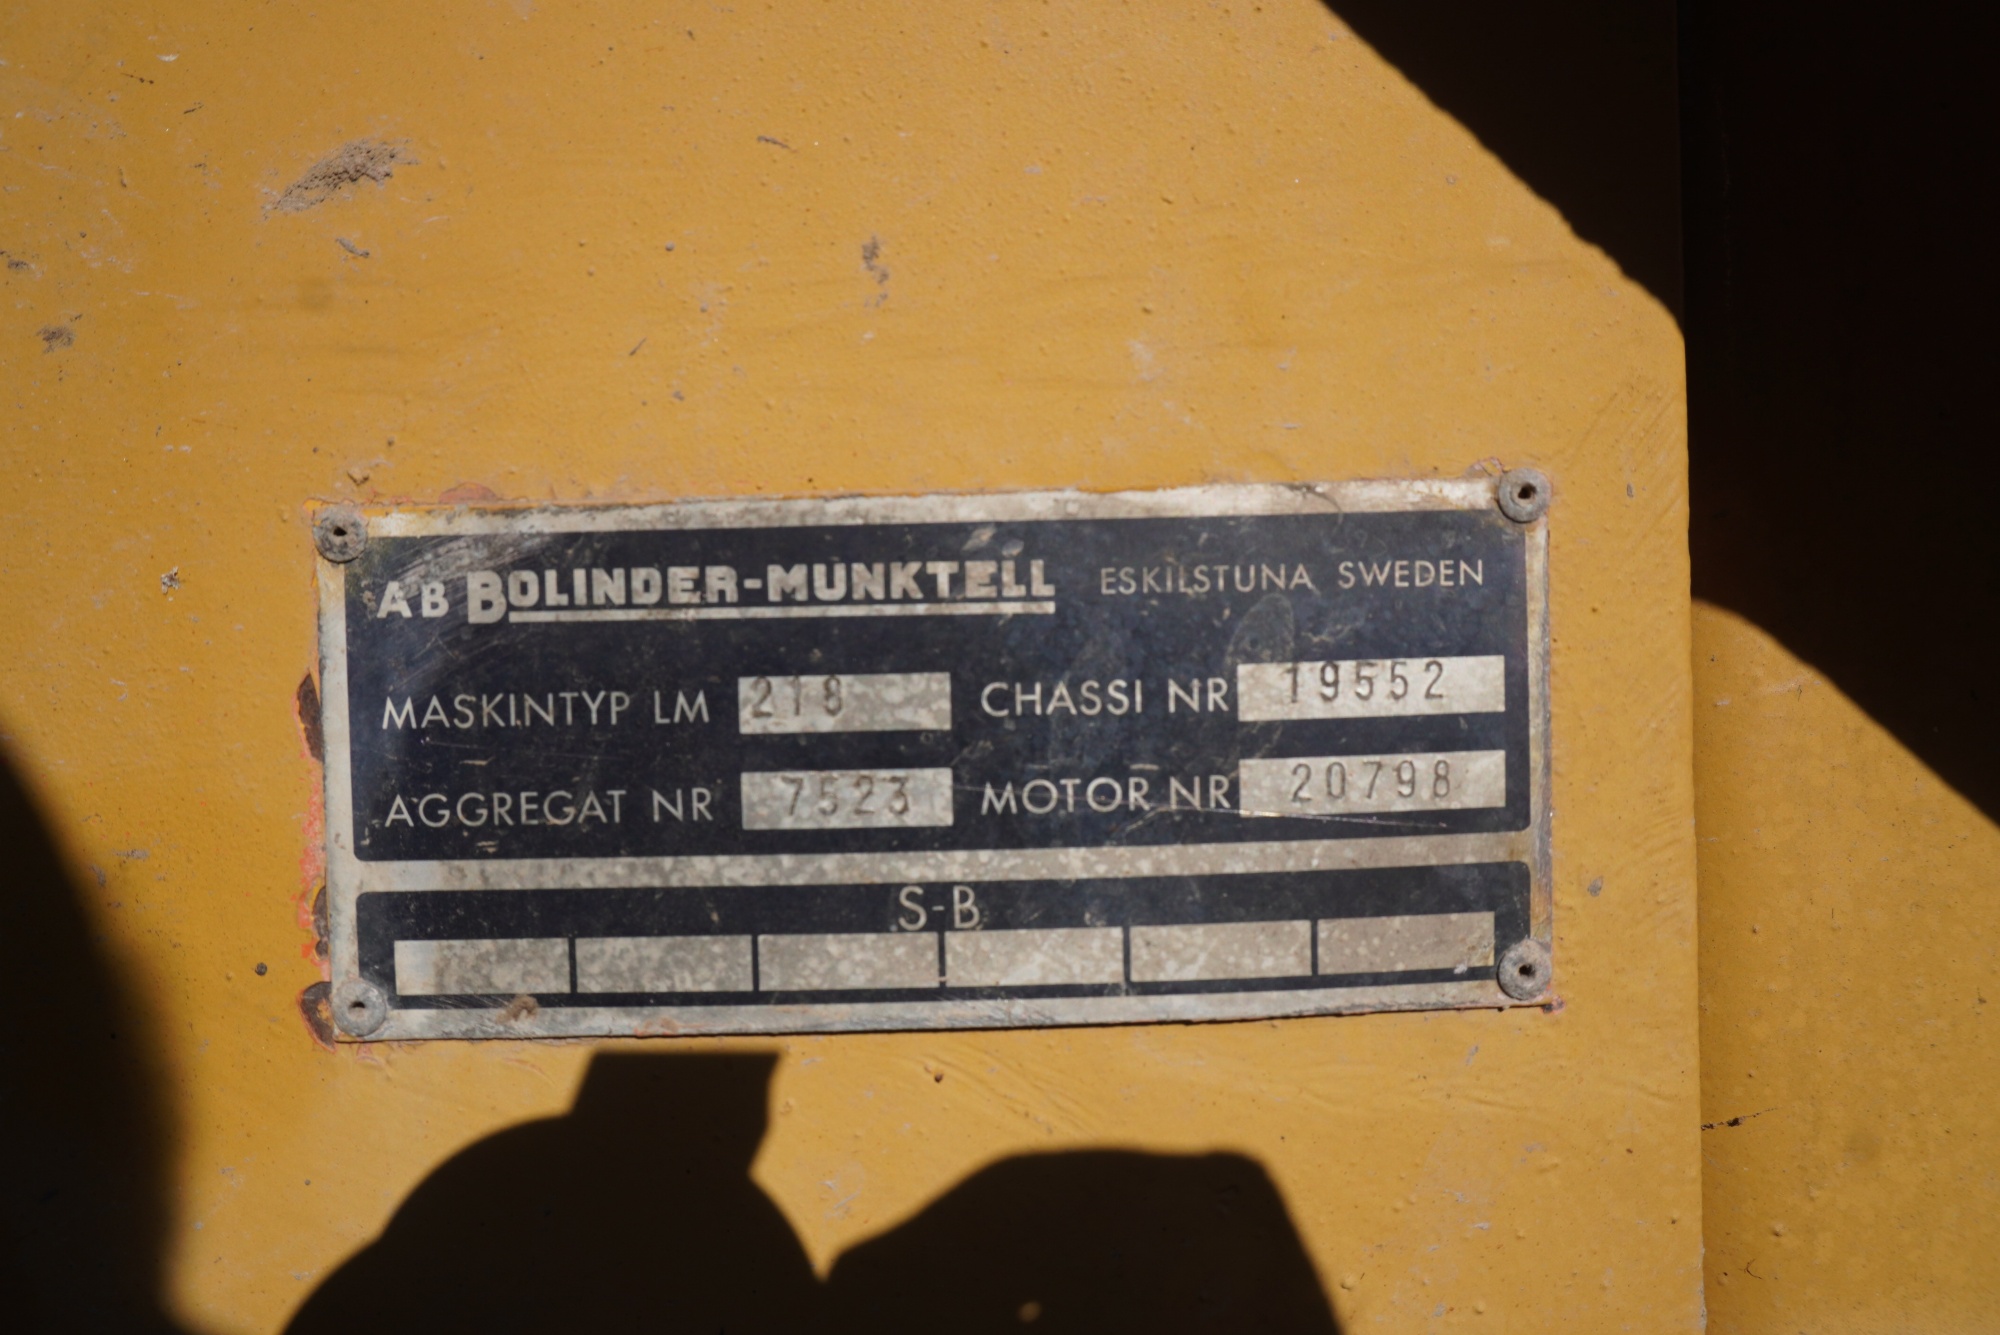 AB BOLINDER-MUNKTELL ESKILSTUNA SWEDEN
MASKINTYP LM 218 CHASSI NR 19552
AGGREGAT NR 7523 MOTOR NR 20798
S-B